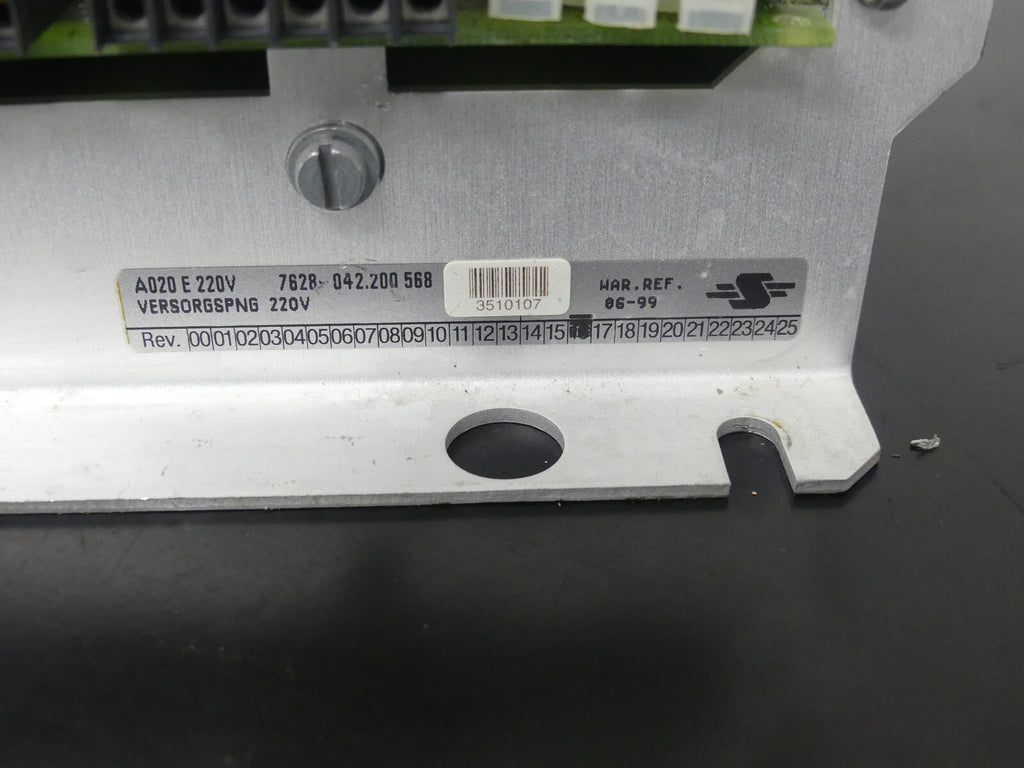 A020 E 220V 7628- 042.200 568
VERSORGSPNG 220V
3510107
WAR.REF.
06-99
Rev. 00 01 02 03 04 05 06 07 08 09 10 11 12 13 14 15 17 18 19 20 21 22 23 24 25